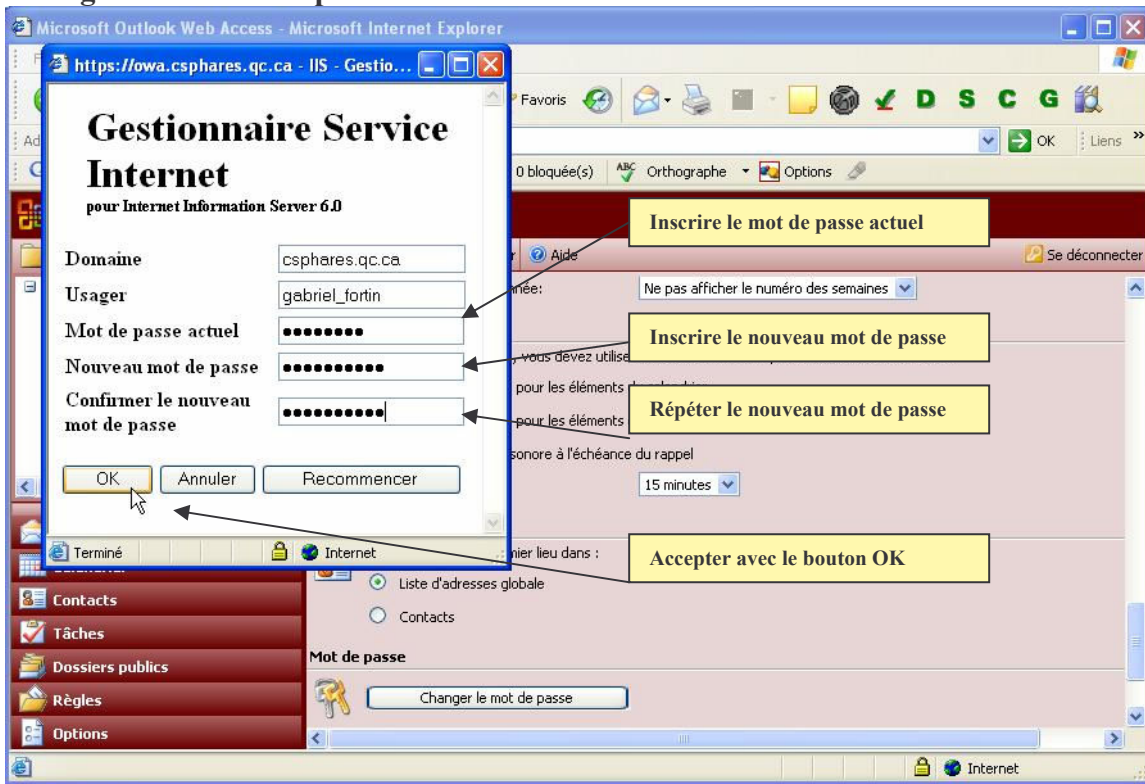 Microsoft Outlook Web Access - Microsoft Internet Explorer
https://owa.csphares.qc.ca - IIS - Gestio...
Favoris
D S C G
OK
Liens
0 bloquée(s)
ABC
Orthographe
Options
Gestionnaire Service
Internet
pour Internet Information Server 6.0
Domaine
csphares.qc.ca
Usager
gabriel_fortin
Mot de passe actuel
Nouveau mot de passe
Confirmer le nouveau
mot de passe
OK
Annuler
Recommencer
Terminé
Internet
Inscrire le mot de passe actuel
Aide
Se déconnecter
Ne pas afficher le numéro des semaines
Inscrire le nouveau mot de passe
vous devez utilise
pour les éléments
Répéter le nouveau mot de passe
pour les éléments
sonore à l'échéance du rappel
15 minutes
Accepter avec le bouton OK
lieu dans :
Liste d'adresses globale
Contacts
Contacts
Tâches
Dossiers publics
Règles
Options
Mot de passe
Changer le mot de passe
Internet